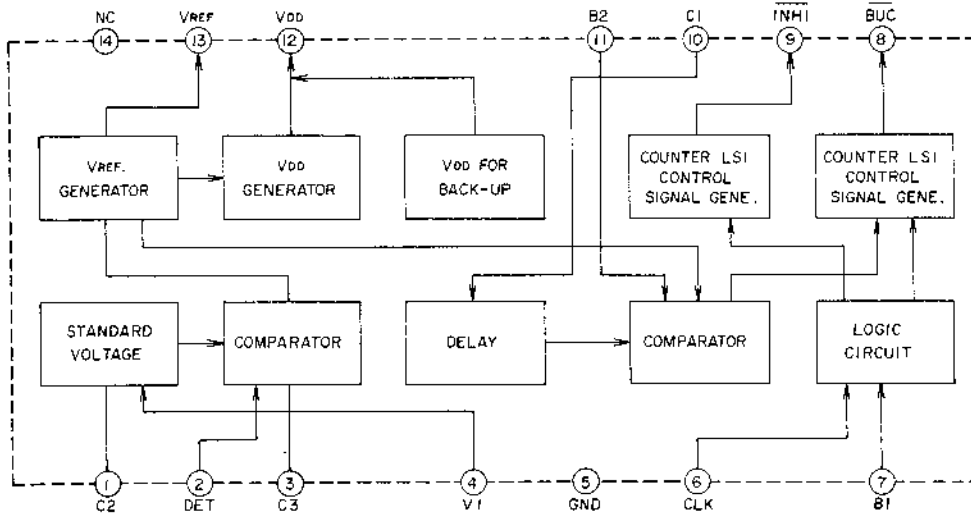 NC VREF VDD B2 C1 INHI BUC
14 13 12 11 10 9 8
VREF.
GENERATOR
VDD
GENERATOR
VDD FOR
BACK-UP
COUNTER LSI
CONTROL
SIGNAL GENE.
COUNTER LSI
CONTROL
SIGNAL GENE.
STANDARD
VOLTAGE
COMPARATOR
DELAY
COMPARATOR
LOGIC
CIRCUIT
1 2 3 4 5 6 7
C2 DET C3 V1 GND CLK B1